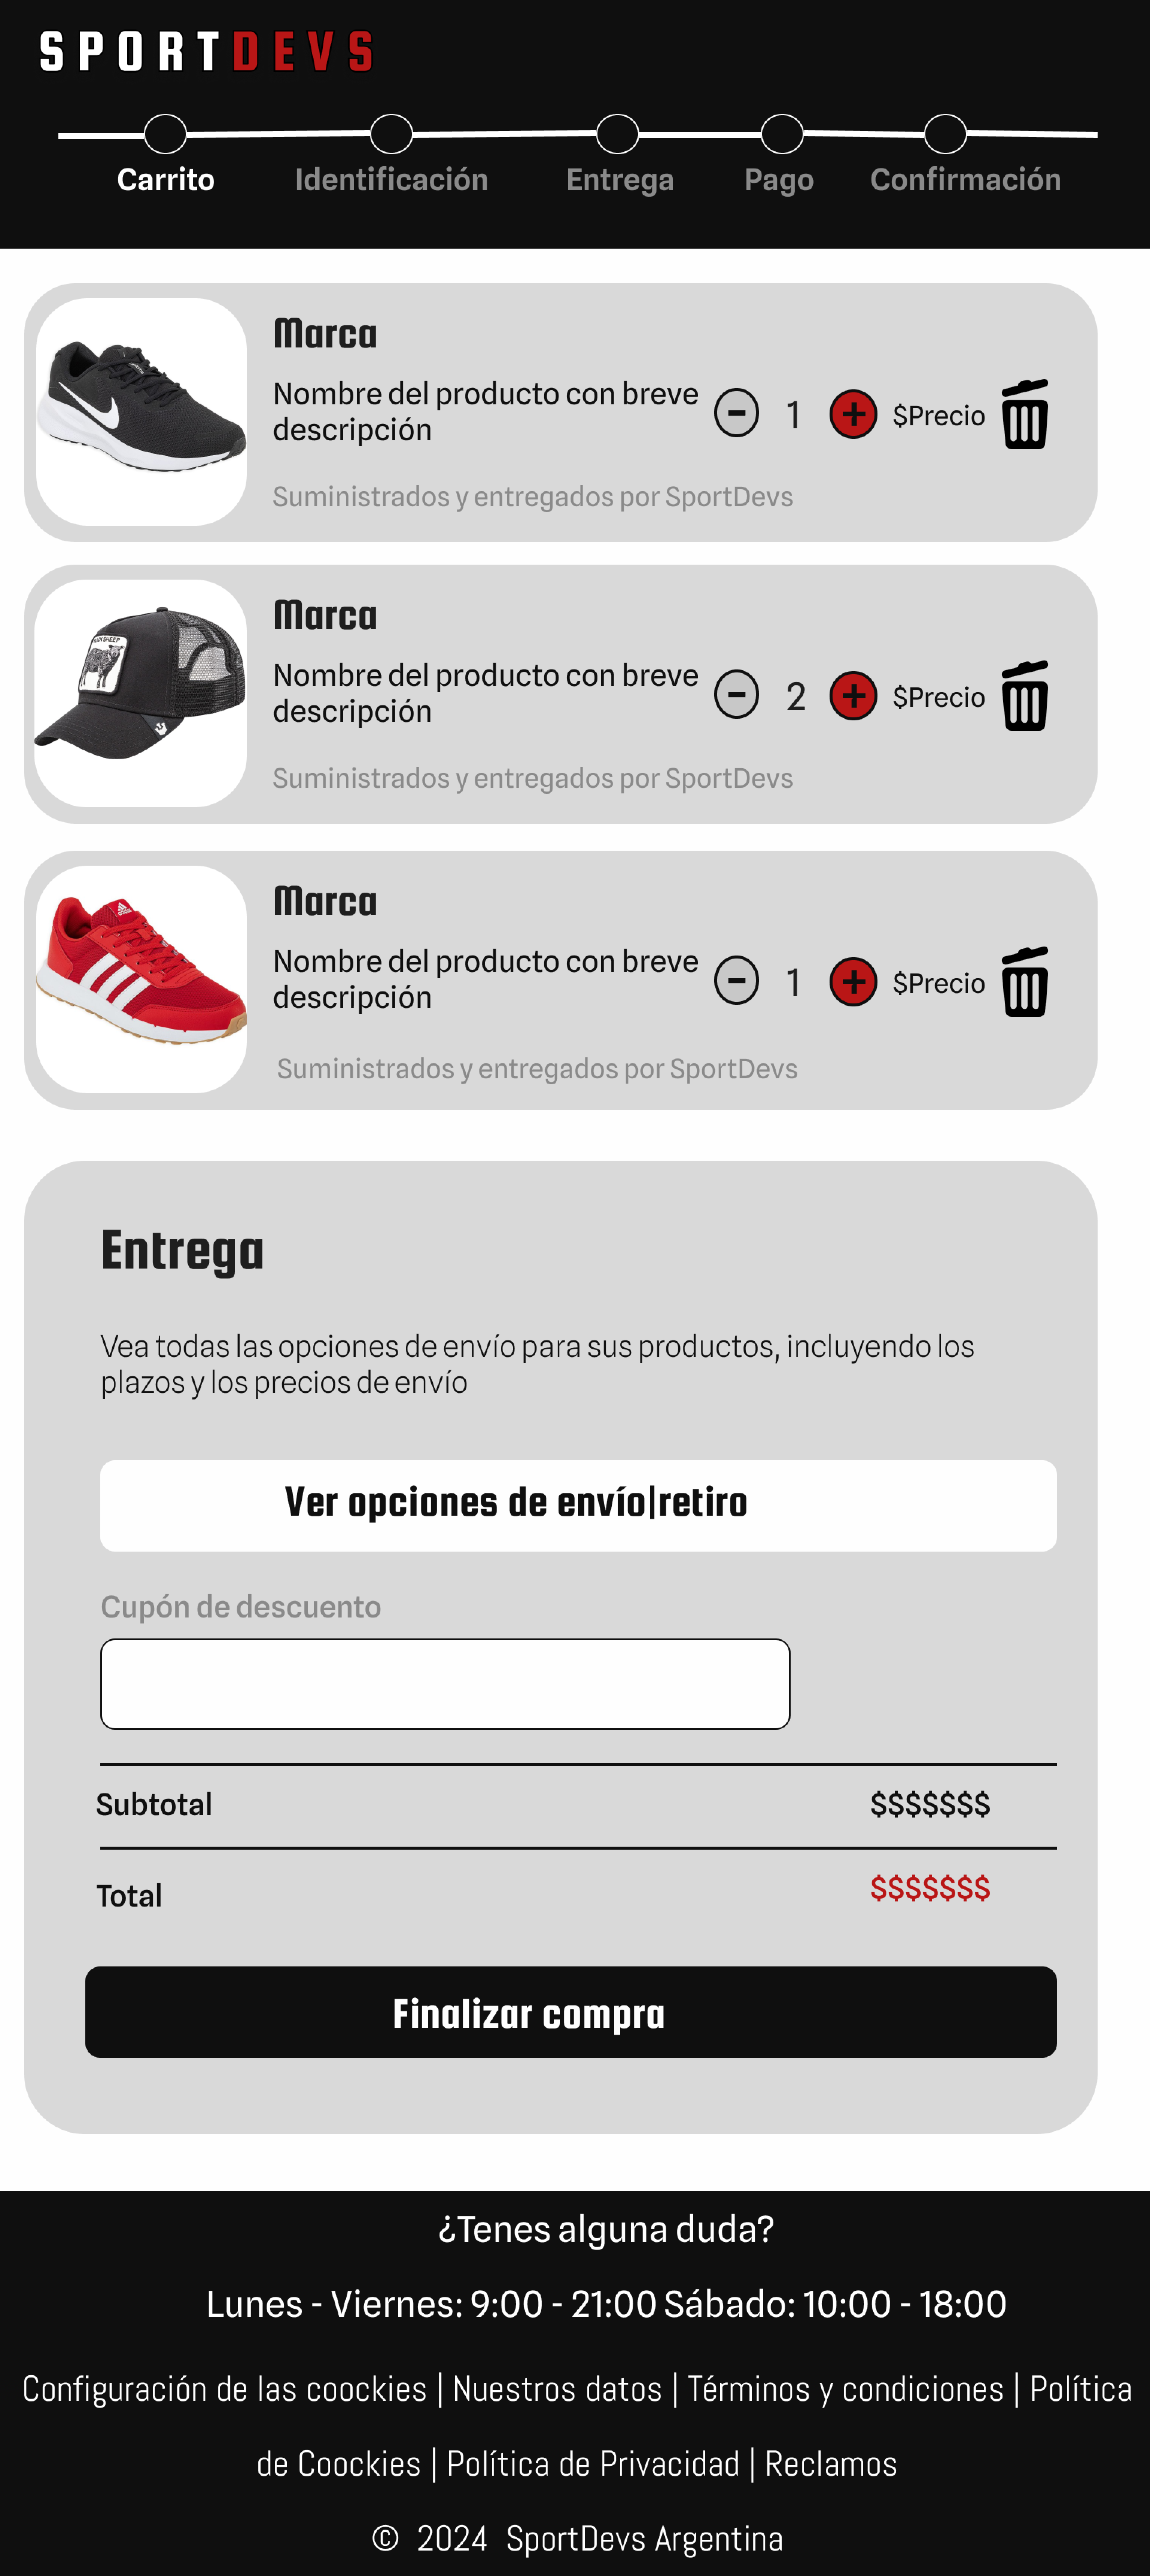 SPORTDEVS
Carrito Identificación Entrega Pago Confirmación
Marca
Nombre del producto con breve
descripción
- 1 + $Precio
Suministrados y entregados por SportDevs
Marca
Nombre del producto con breve
descripción
- 2 + $Precio
Suministrados y entregados por SportDevs
Marca
Nombre del producto con breve
descripción
- 1 + $Precio
Suministrados y entregados por SportDevs
Entrega
Vea todas las opciones de envío para sus productos, incluyendo los
plazos y los precios de envío
Ver opciones de envío|retiro
Cupón de descuento
Subtotal $$$$$$$
Total $$$$$$$
Finalizar compra
¿Tenes alguna duda?
Lunes - Viernes: 9:00 - 21:00 Sábado: 10:00 - 18:00
Configuración de las coockies | Nuestros datos | Términos y condiciones | Política
de Coockies | Política de Privacidad | Reclamos
© 2024 SportDevs Argentina